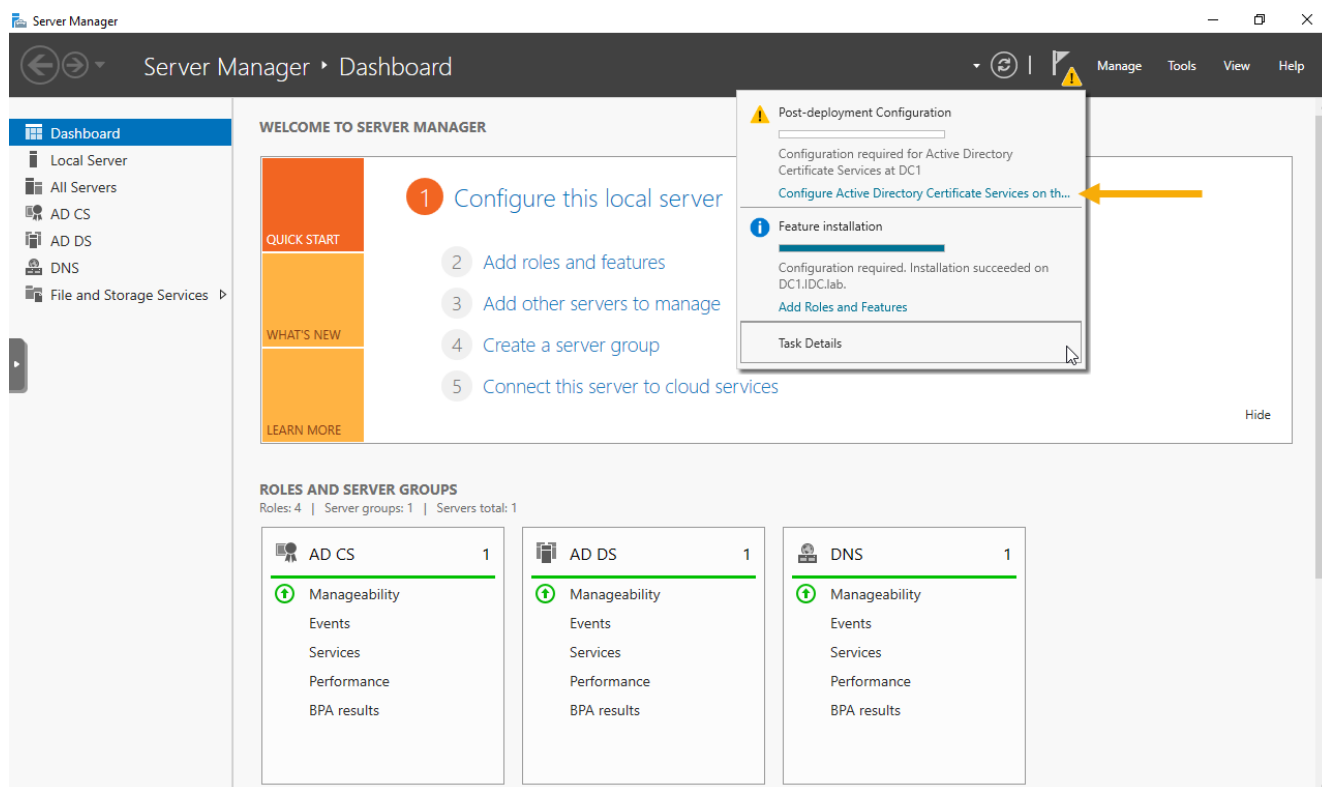 Server Manager
Server Manager ‣ Dashboard
Manage Tools View Help
Dashboard
Local Server
All Servers
AD CS
AD DS
DNS
File and Storage Services
WELCOME TO SERVER MANAGER
QUICK START
WHAT'S NEW
LEARN MORE
1 Configure this local server
2 Add roles and features
3 Add other servers to manage
4 Create a server group
5 Connect this server to cloud services
Hide
Post-deployment Configuration
Configuration required for Active Directory
Certificate Services at DC1
Configure Active Directory Certificate Services on th...
Feature installation
Configuration required. Installation succeeded on
DC1.IDC.lab.
Add Roles and Features
Task Details
ROLES AND SERVER GROUPS
Roles: 4 | Server groups: 1 | Servers total: 1
AD CS 1
Manageability
Events
Services
Performance
BPA results
AD DS 1
Manageability
Events
Services
Performance
BPA results
DNS 1
Manageability
Events
Services
Performance
BPA results